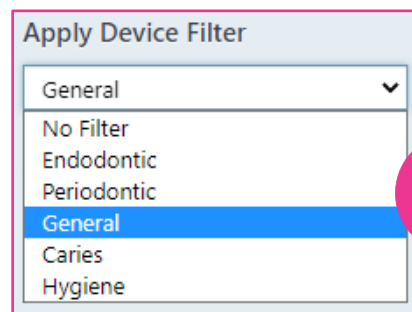 Apply Device Filter
General
No Filter
Endodontic
Periodontic
General
Caries
Hygiene